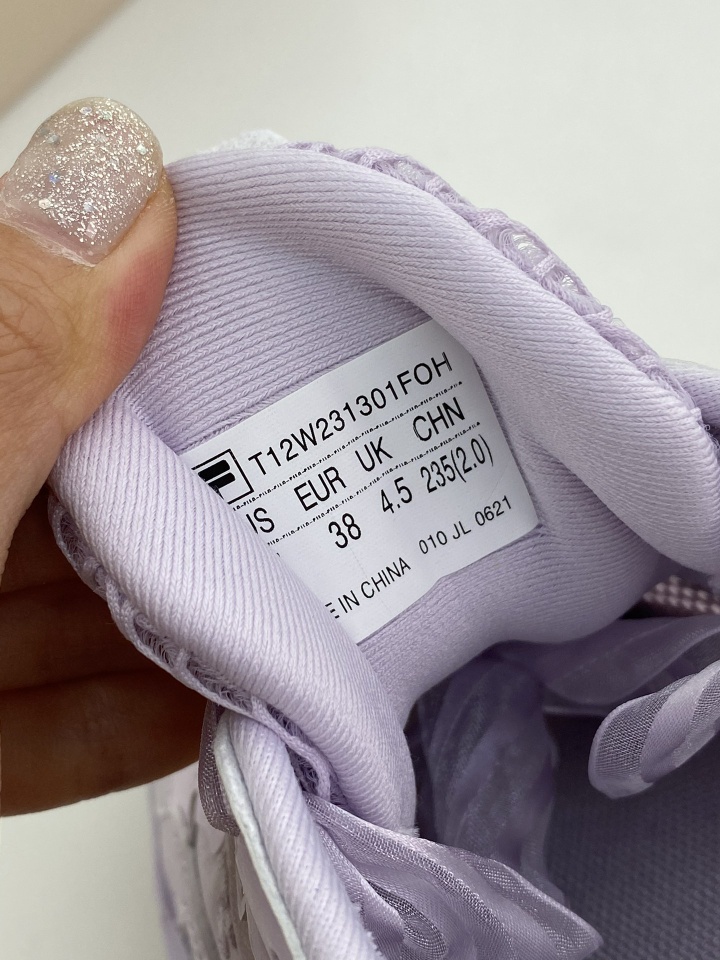 T12W231301FOH
EUR UK CHN
38 4.5 235(2.0)
IN CHINA 010 JL 0621